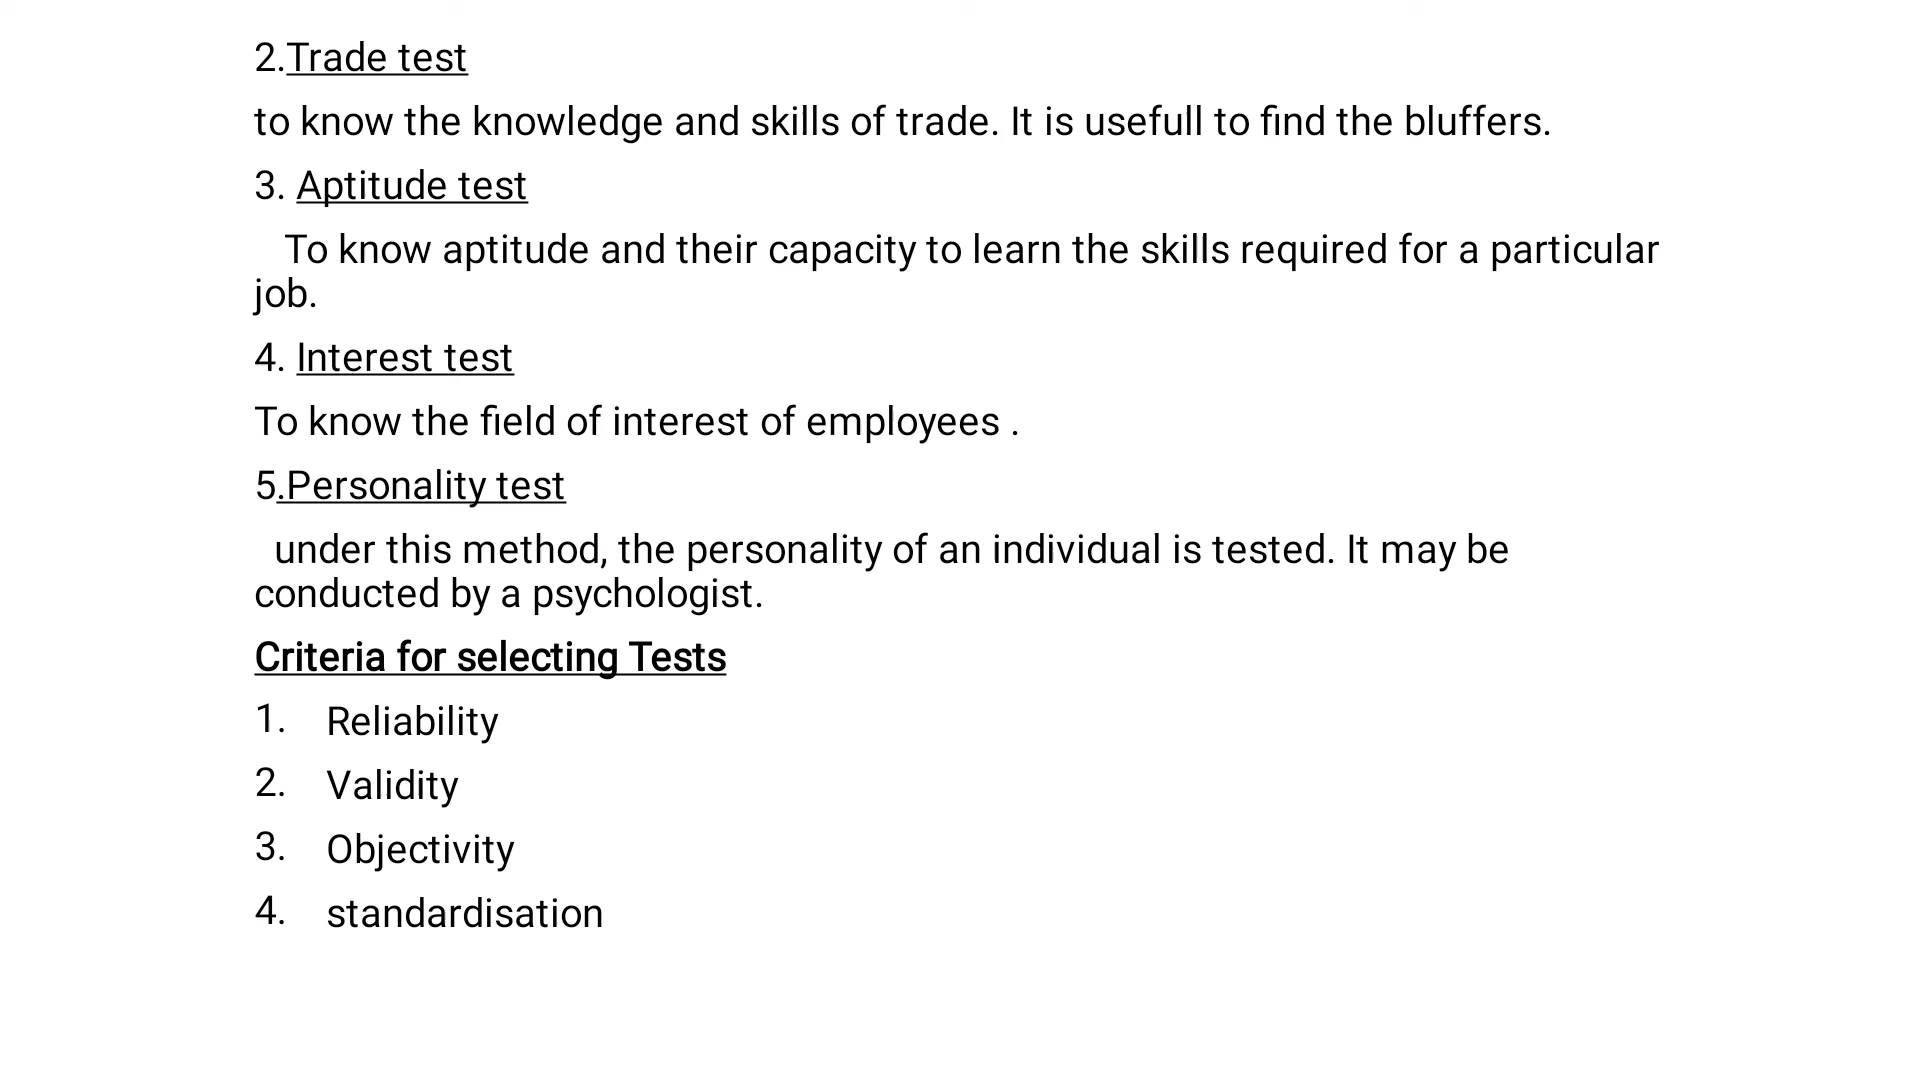 2.Trade test
to know the knowledge and skills of trade. It is usefull to find the bluffers.
3. Aptitude test
To know aptitude and their capacity to learn the skills required for a particular
job.
4. Interest test
To know the field of interest of employees .
5.Personality test
under this method, the personality of an individual is tested. It may be
conducted by a psychologist.
Criteria for selecting Tests
1. Reliability
2. Validity
3. Objectivity
4. standardisation